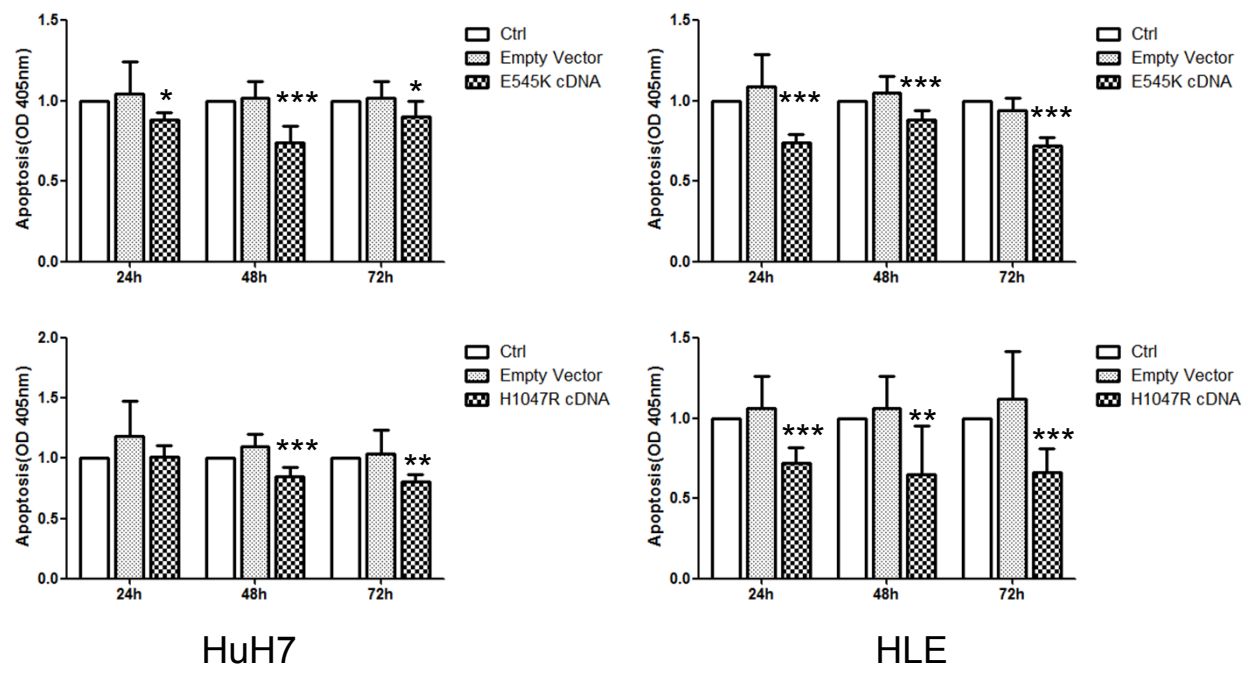 Apoptosis(OD 405nm)
1.5
1.0
0.5
0.0
*
***
*
24h
48h
72h
Ctrl
Empty Vector
E545K cDNA
Apoptosis(OD 405nm)
1.5
1.0
0.5
0.0
***
***
***
24h
48h
72h
Ctrl
Empty Vector
E545K cDNA
Apoptosis(OD 405nm)
2.0
1.5
1.0
0.5
0.0
***
**
24h
48h
72h
Ctrl
Empty Vector
H1047R cDNA
Apoptosis(OD 405nm)
1.5
1.0
0.5
0.0
***
**
***
24h
48h
72h
Ctrl
Empty Vector
H1047R cDNA
HuH7
HLE